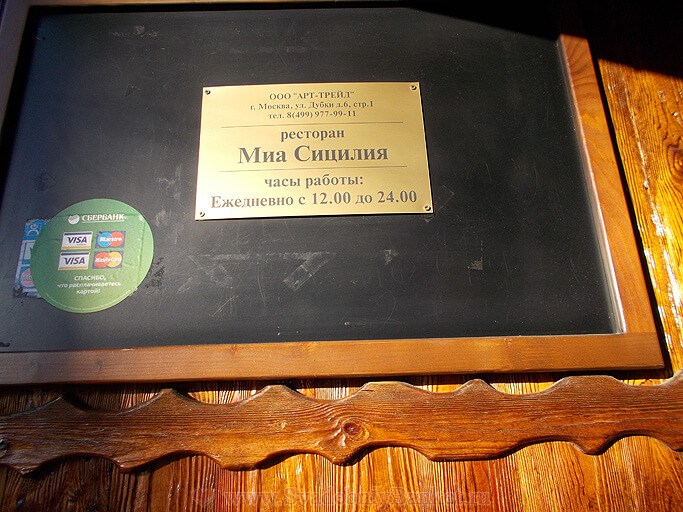 ООО "АРТ-ТРЕЙД"
г. Москва, ул. Дубки д.6, стр.1
тел. 8(499) 977-99-11
ресторан
Миа Сицилия
часы работы:
Ежедневно с 12.00 до 24.00
СБЕРБАНК
VISA Maestro
VISA MasterCard
СПАСИБО,
что расплачиваетесь
картой!